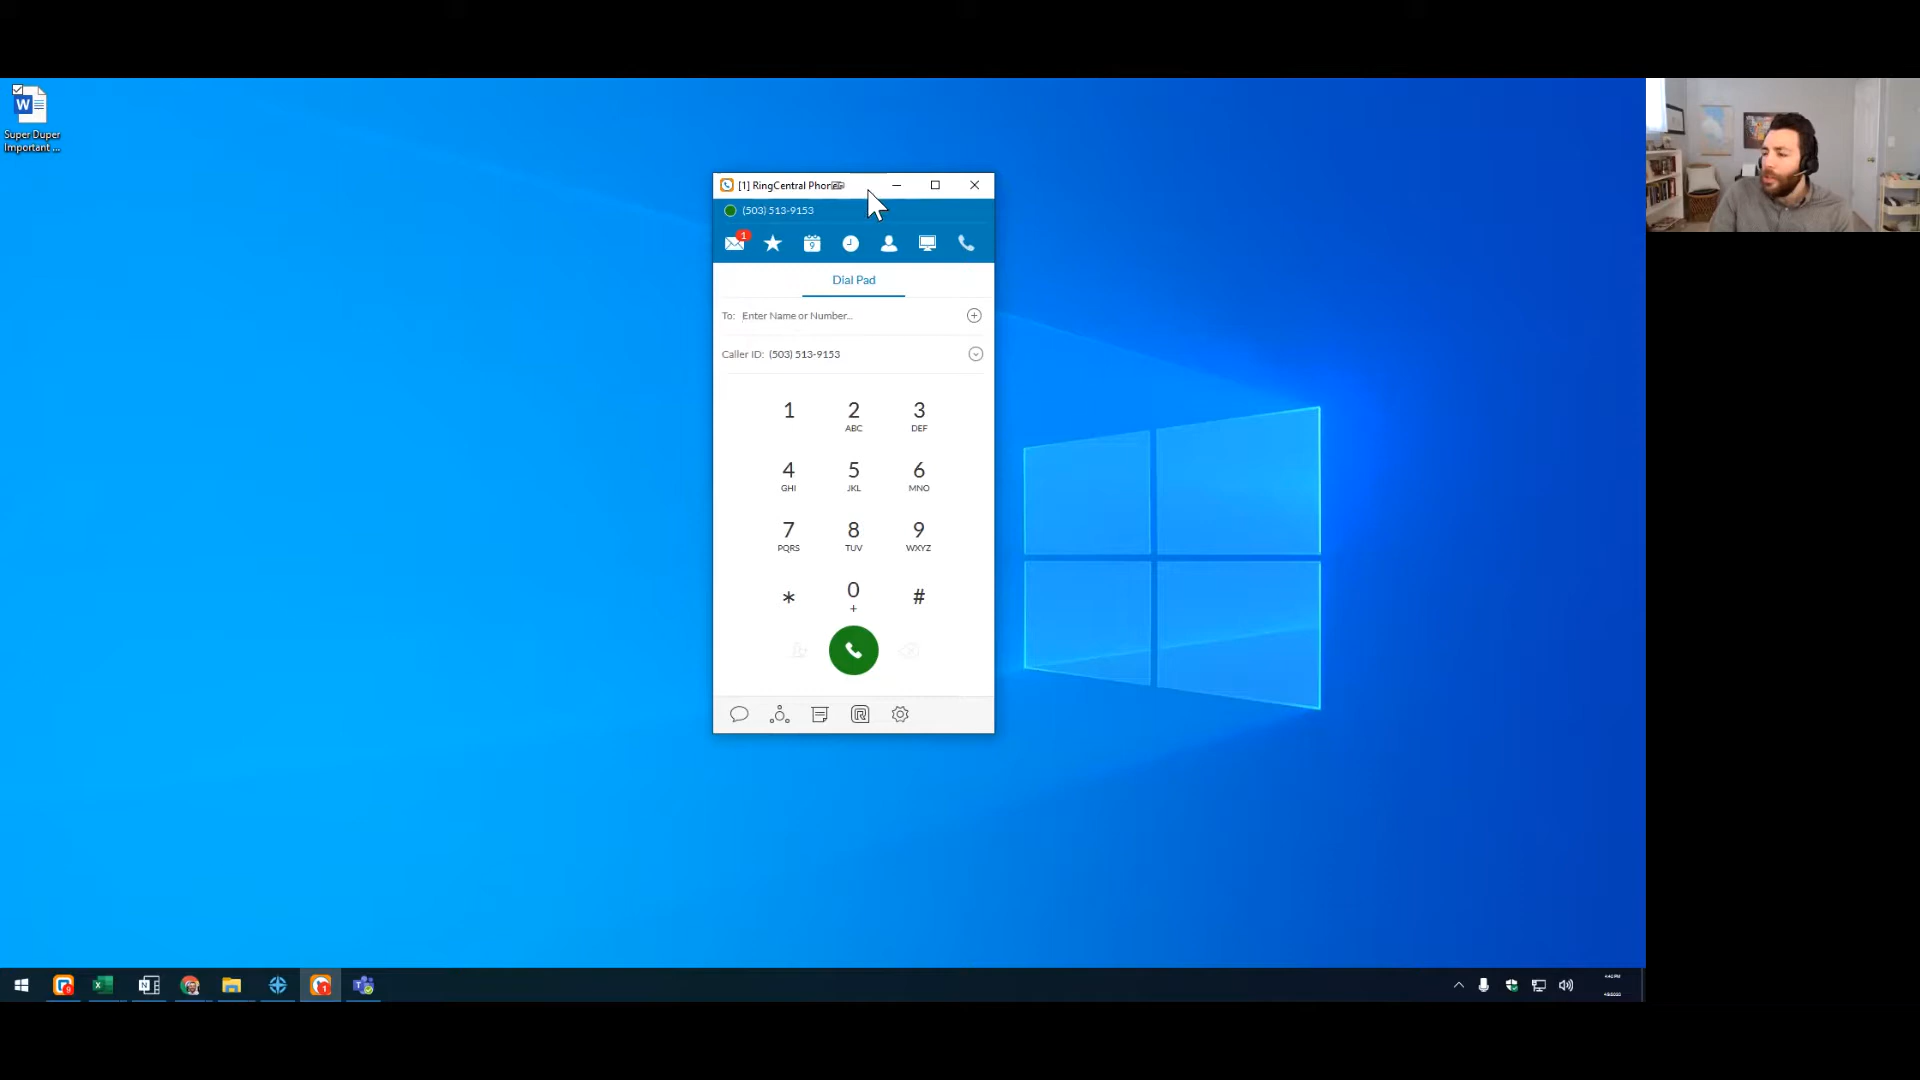 Super Duper
Important ...
[1] RingCentral Phone
(503) 513-9153
1
9
Dial Pad
To: Enter Name or Number...
Caller ID: (503) 513-9153
1 2 3
ABC DEF
4 5 6
GHI JKL MNO
7 8 9
PQRS TUV WXYZ
* 0 #
+